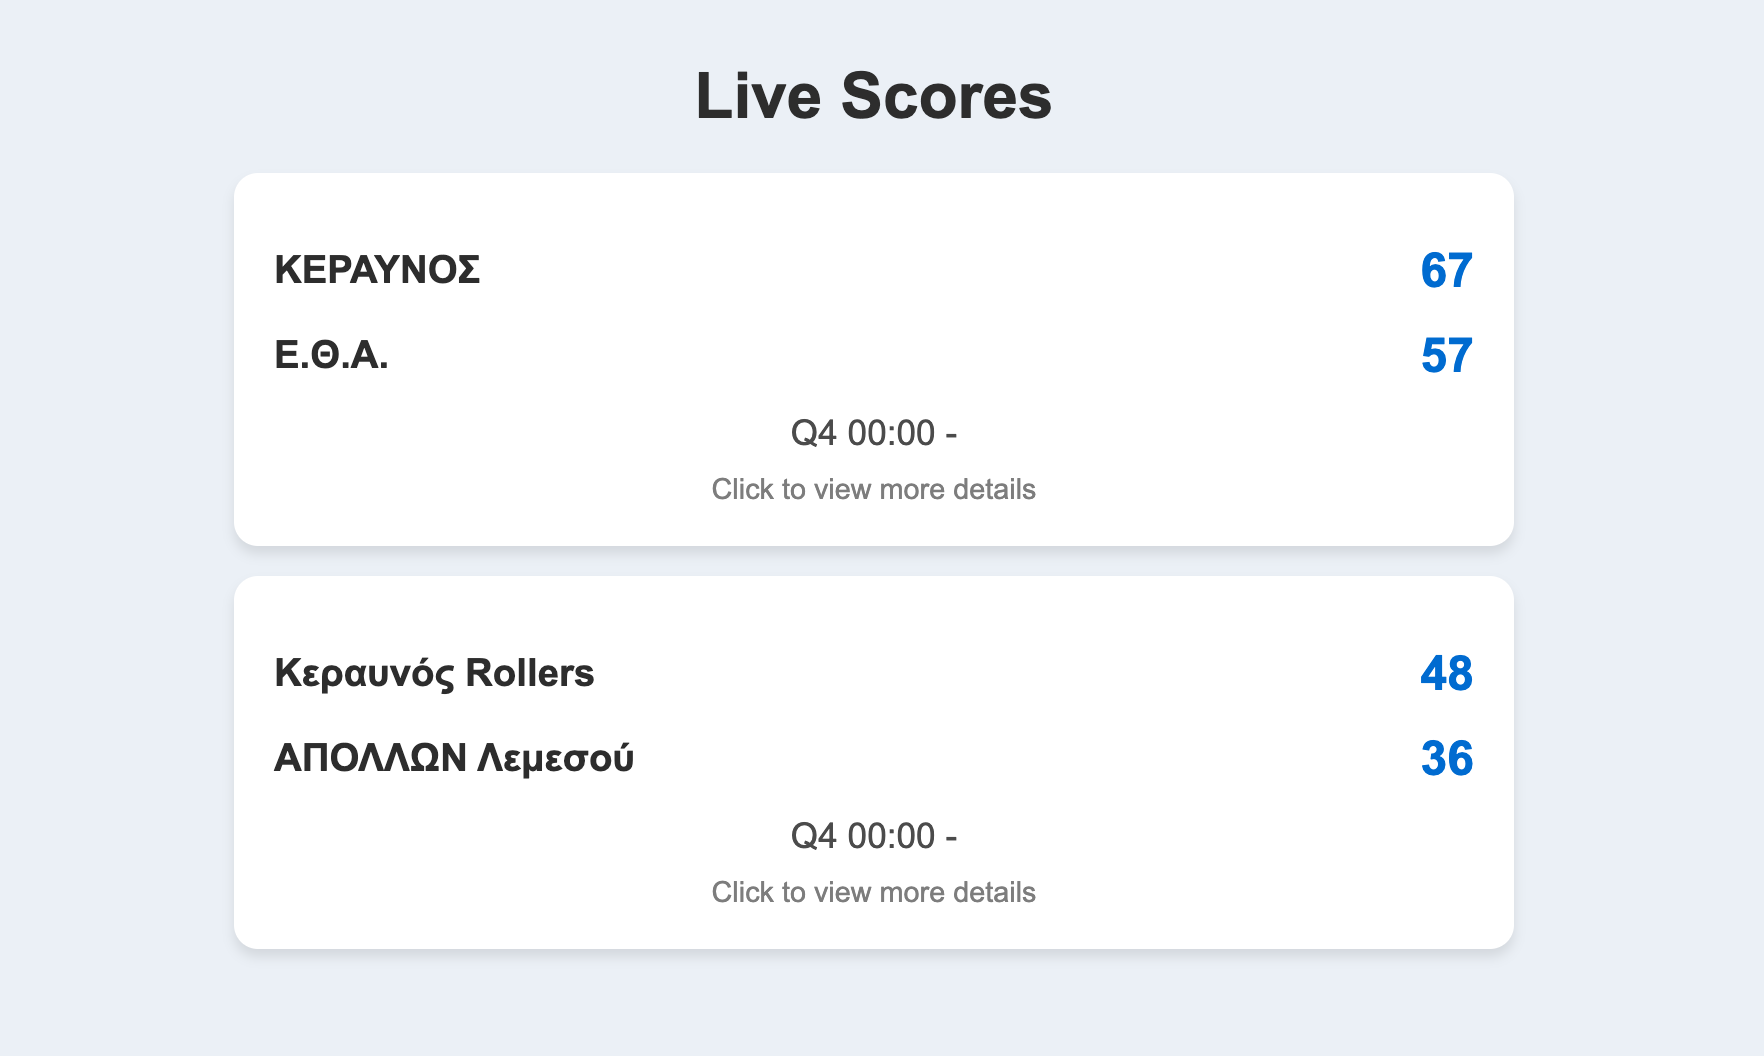 Live Scores
ΚΕΡΑΥΝΟΣ
67
Ε.Θ.Α.
57
Q4 00:00 -
Click to view more details
Κεραυνός Rollers
48
ΑΠΟΛΛΩΝ Λεμεσού
36
Q4 00:00 -
Click to view more details